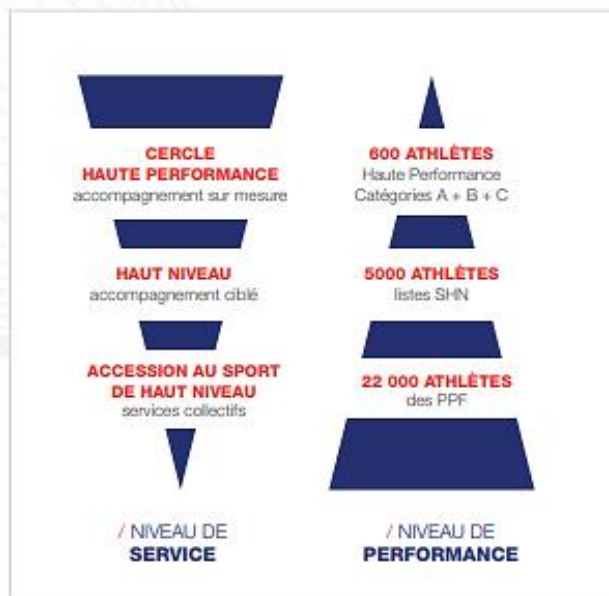 CERCLE
HAUTE PERFORMANCE
accompagnement sur mesure
HAUT NIVEAU
accompagnement ciblé
ACCESSION AU SPORT
DE HAUT NIVEAU
services collectifs
/ NIVEAU DE
SERVICE
600 ATHLÈTES
Haute Performance
Catégories A + B + C
5000 ATHLÈTES
listes SHN
22 000 ATHLÈTES
des PPF
/ NIVEAU DE
PERFORMANCE